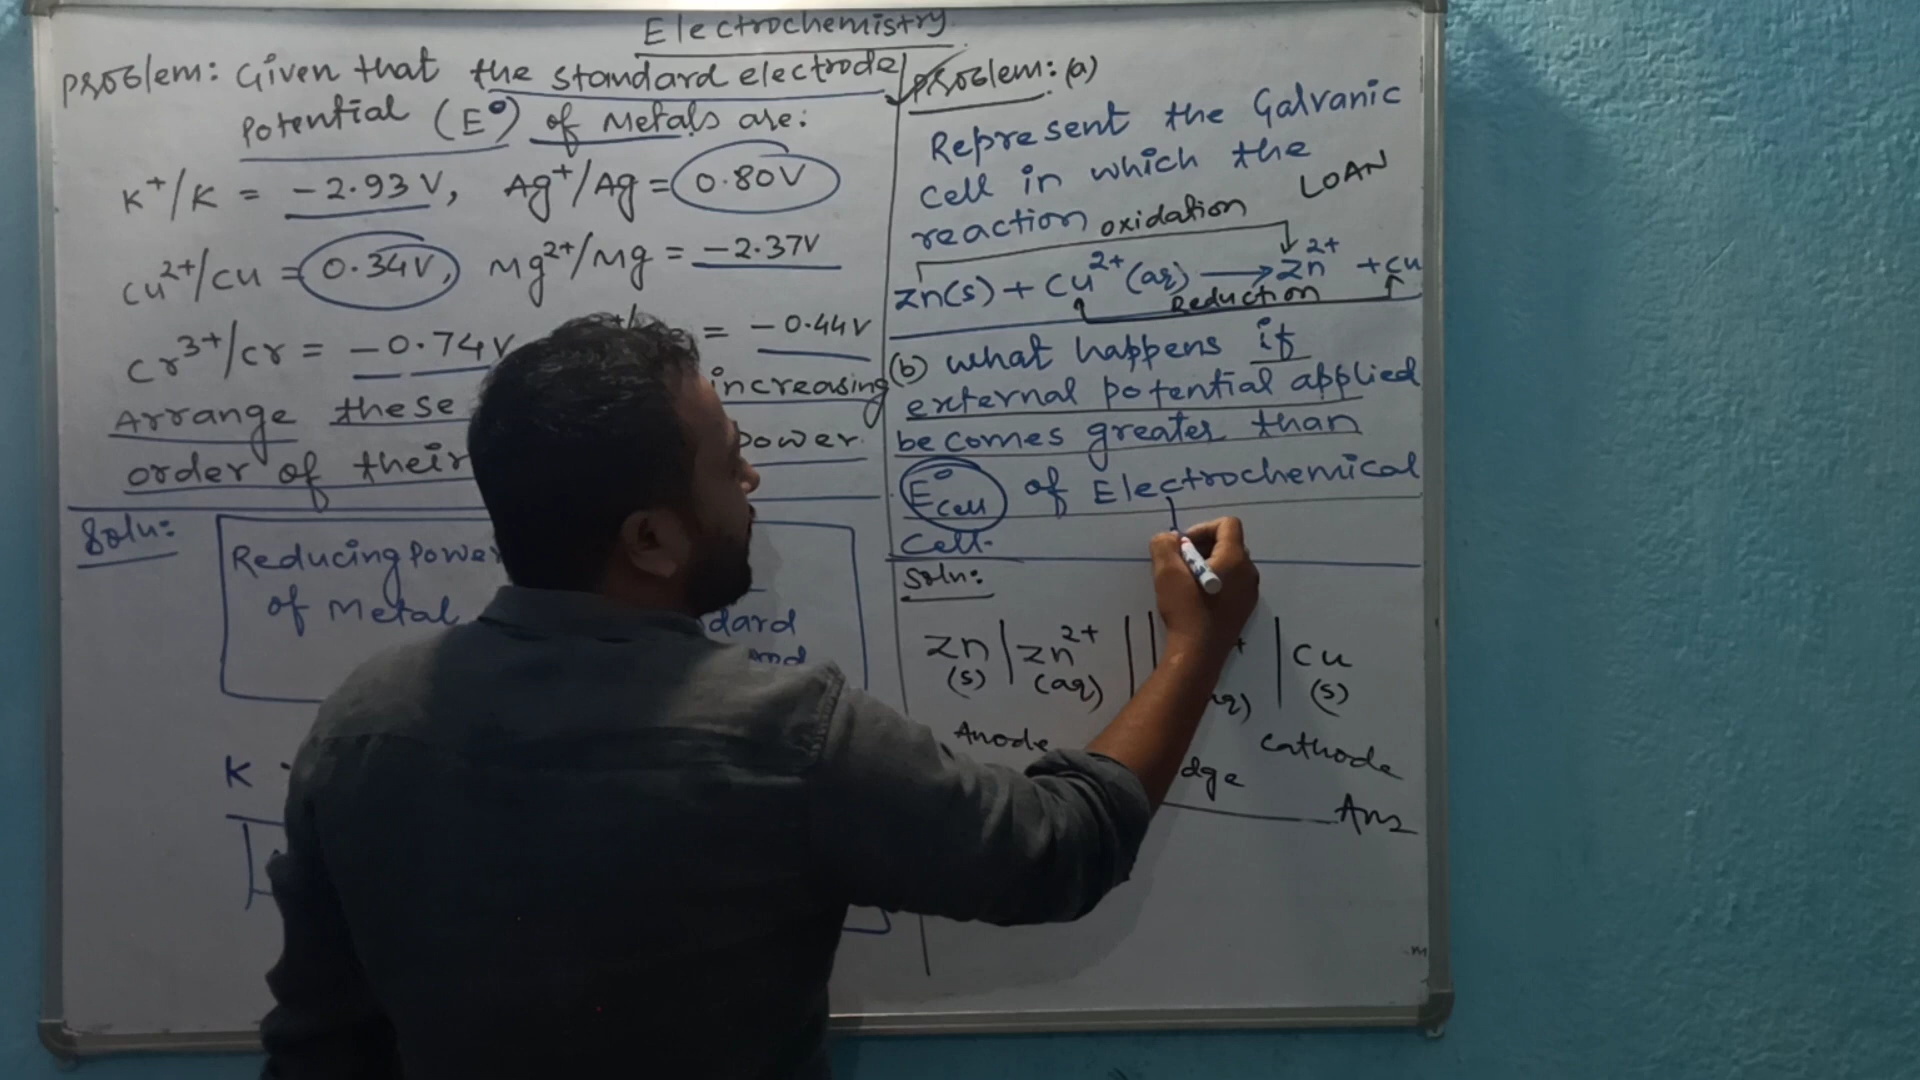 Electrochemistry
Problem: Given that the standard electrode
Potential (E°) of Metals are:
K⁺/K = -2.93 V, Ag⁺/Ag = 0.80V
Cu²⁺/Cu = 0.34V, Mg²⁺/Mg = -2.37V
Cr³⁺/Cr = -0.74V = -0.44V
Arrange these increasing
order of their power.
Soln:
Reducing Power
of Metal dard
and
K
Problem: (a)
Represent the Galvanic
Cell in which the
LOAN
reaction oxidation
Zn(s) + Cu²⁺(aq) → Zn²⁺ + Cu
Reduction
(b) What happens if
external potential applied
becomes greater than
E°cell of Electrochemical
Cell.
Soln:
Zn | Zn²⁺ || + | Cu
(s) (aq) aq) (s)
Anode Cathode
dge
Ans